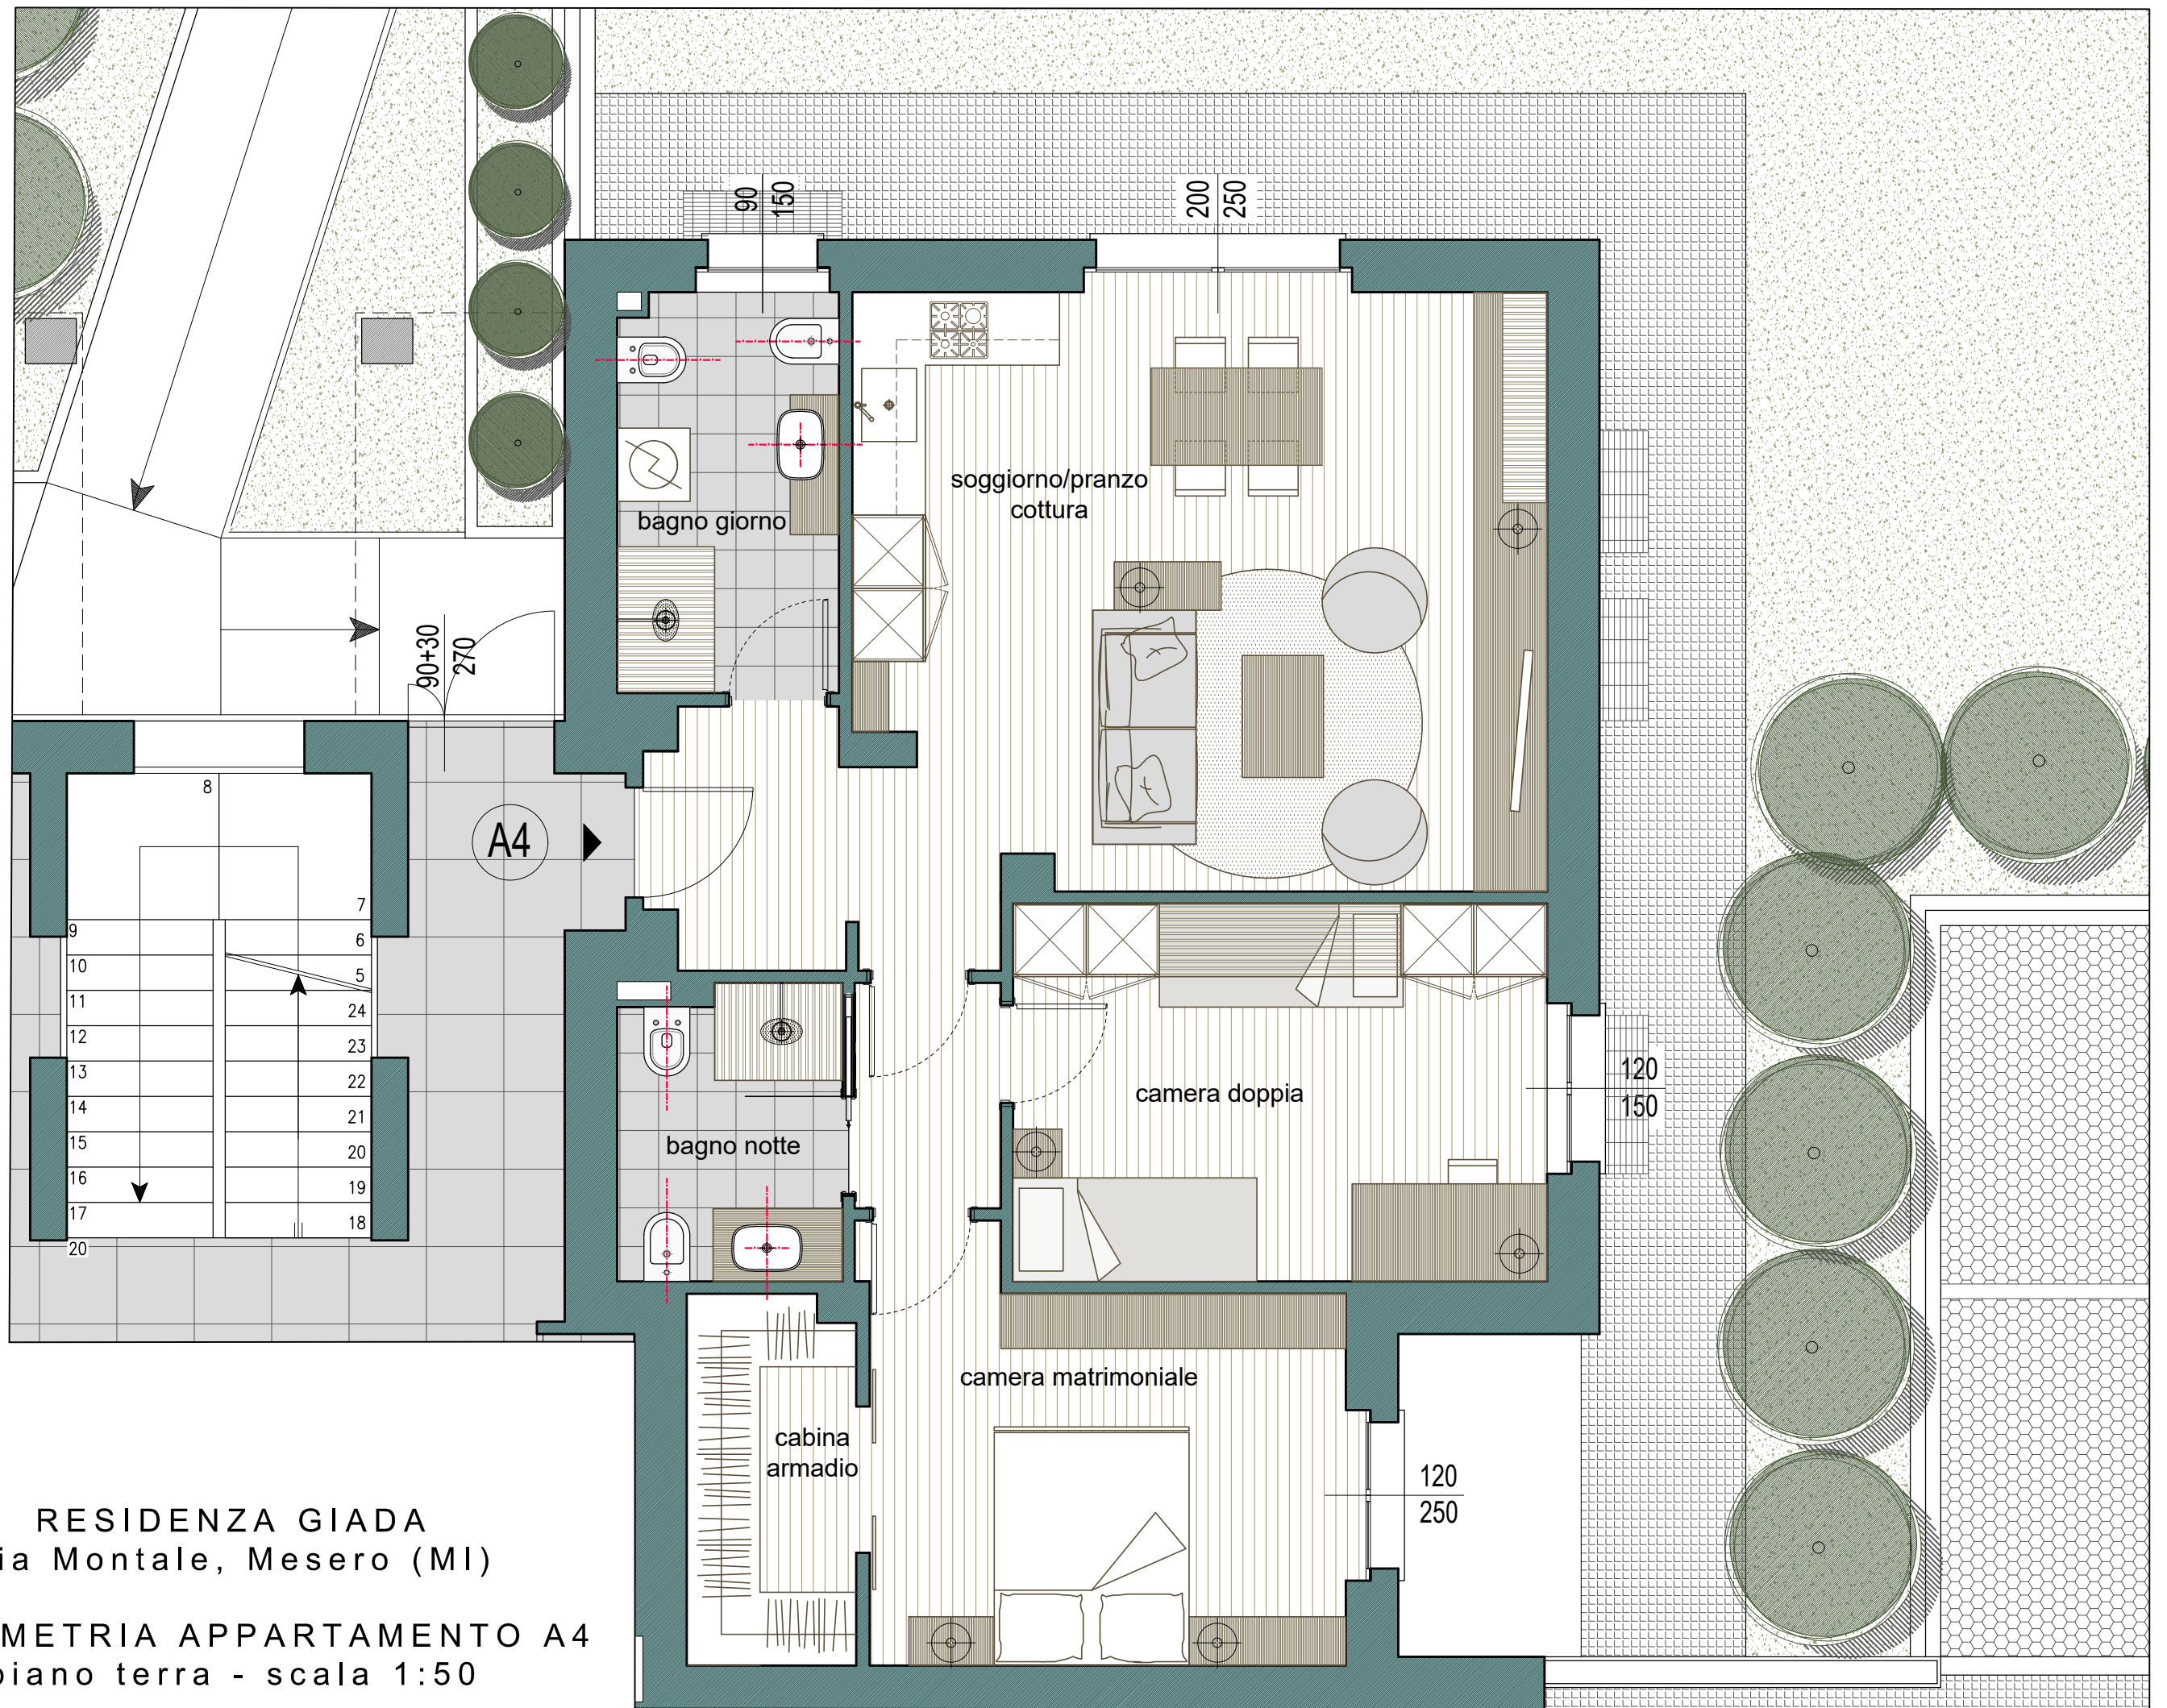 90
150
200
250
soggiorno/pranzo
cottura
bagno giorno
90+30
270
A4
8
7
6
5
24
23
22
21
20
19
18
9
10
11
12
13
14
15
16
17
20
bagno notte
camera doppia
120
150
camera matrimoniale
cabina
armadio
120
250
RESIDENZA GIADA
ia Montale, Mesero (MI)
METRIA APPARTAMENTO A4
piano terra - scala 1:50